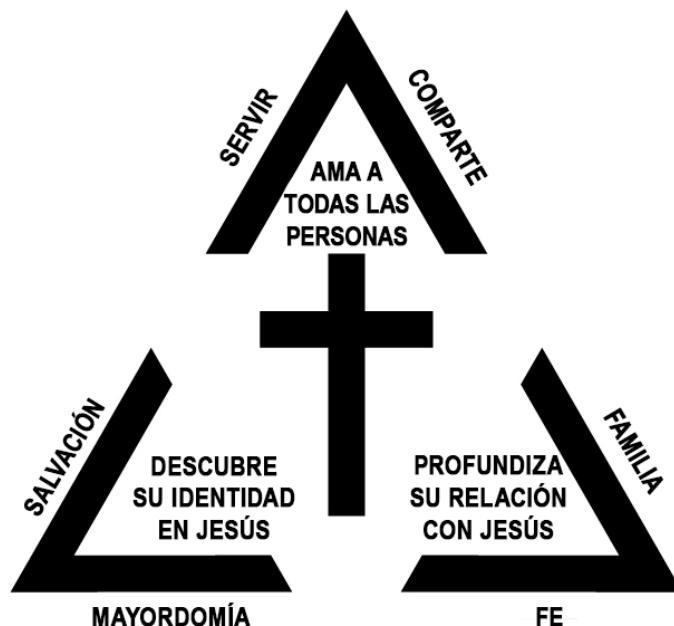 SERVIR
COMPARTE
AMA A
TODAS LAS
PERSONAS
SALVACIÓN
DESCUBRE
SU IDENTIDAD
EN JESÚS
MAYORDOMÍA
PROFUNDIZA
SU RELACIÓN
CON JESÚS
FAMILIA
FE